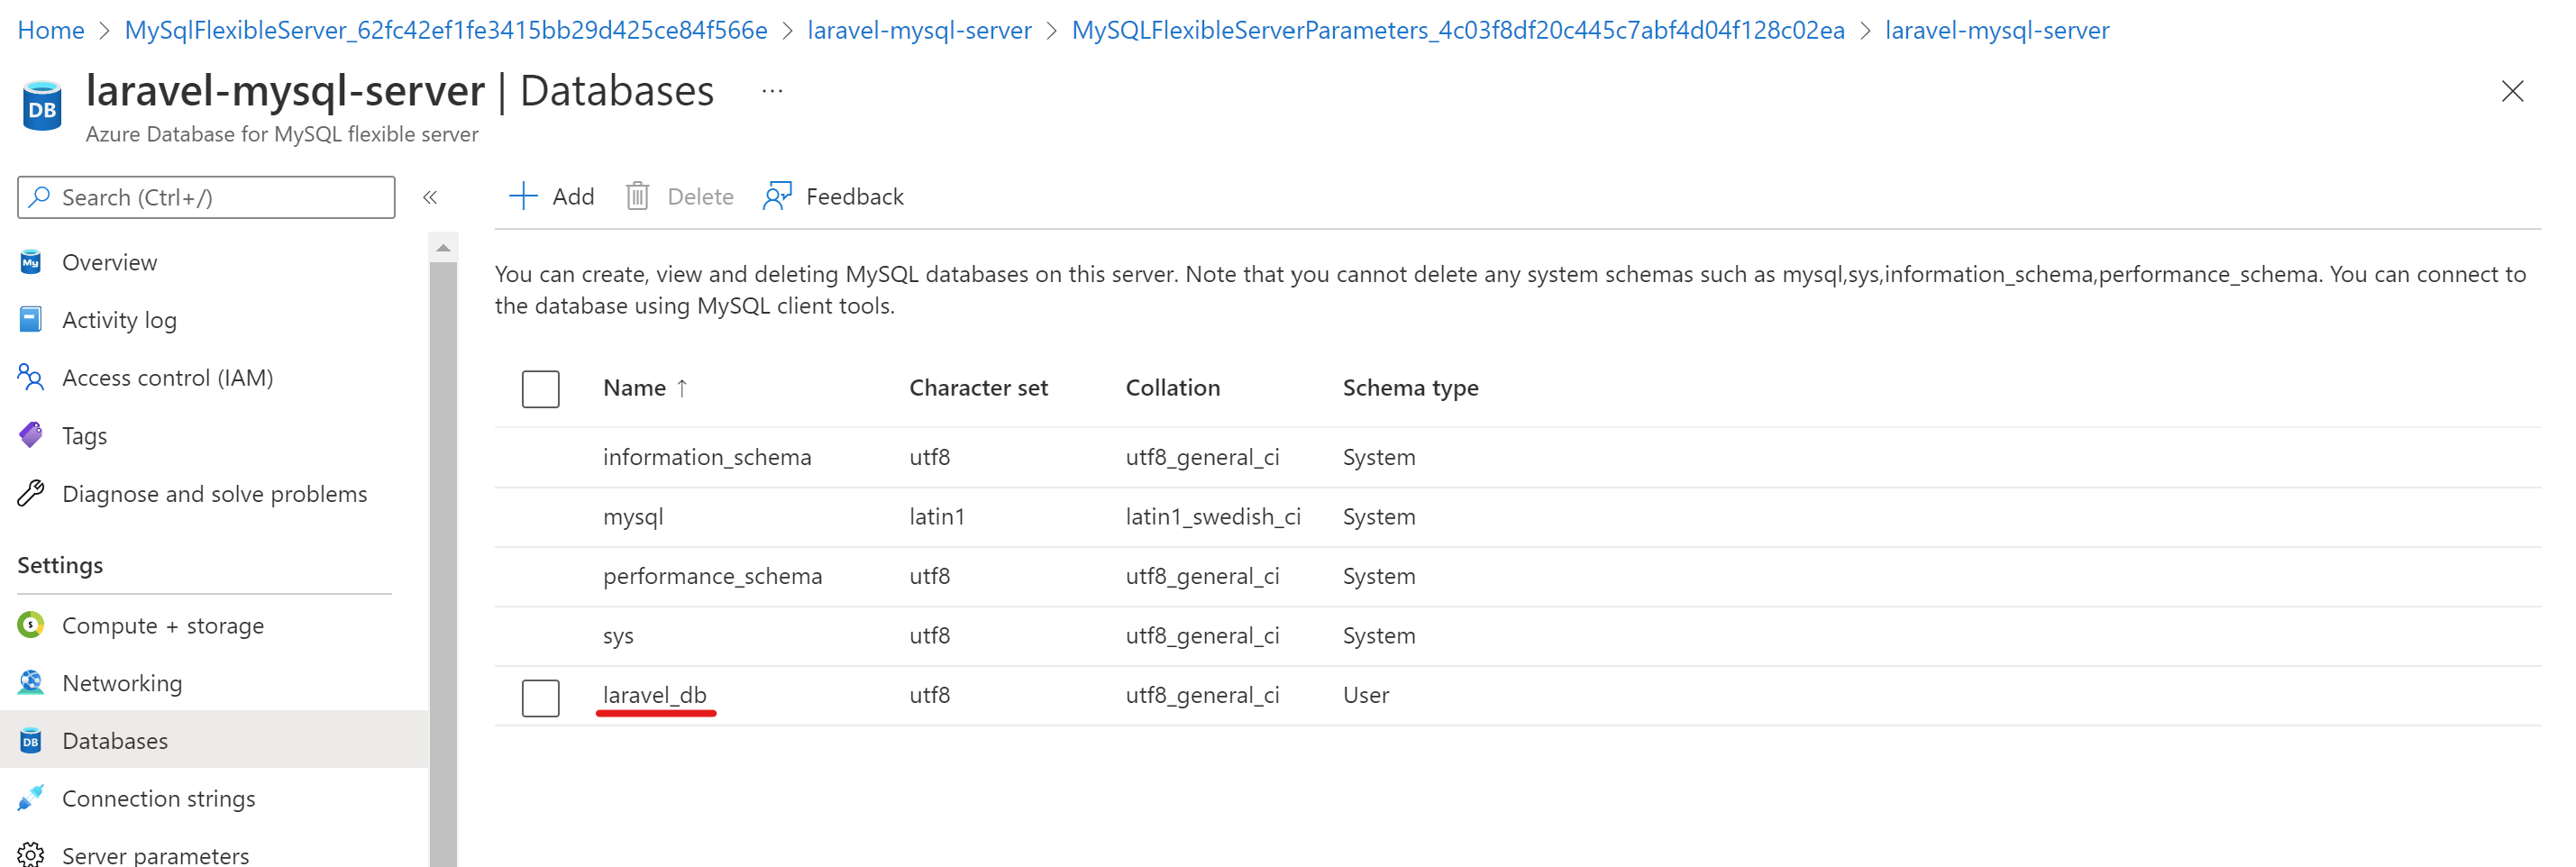 Home > MySqlFlexibleServer_62fc42ef1fe3415bb29d425ce84f566e > laravel-mysql-server > MySQLFlexibleServerParameters_4c03f8df20c445c7abf4d04f128c02ea > laravel-mysql-server
laravel-mysql-server | Databases ...
DB
Azure Database for MySQL flexible server
Search (Ctrl+/) «
Add Delete Feedback
My Overview
Activity log
Access control (IAM)
Tags
Diagnose and solve problems
Settings
Compute + storage
Networking
DB Databases
Connection strings
Server parameters
You can create, view and deleting MySQL databases on this server. Note that you cannot delete any system schemas such as mysql,sys,information_schema,performance_schema. You can connect to
the database using MySQL client tools.
Name ↑ Character set Collation Schema type
information_schema utf8 utf8_general_ci System
mysql latin1 latin1_swedish_ci System
performance_schema utf8 utf8_general_ci System
sys utf8 utf8_general_ci System
laravel_db utf8 utf8_general_ci User